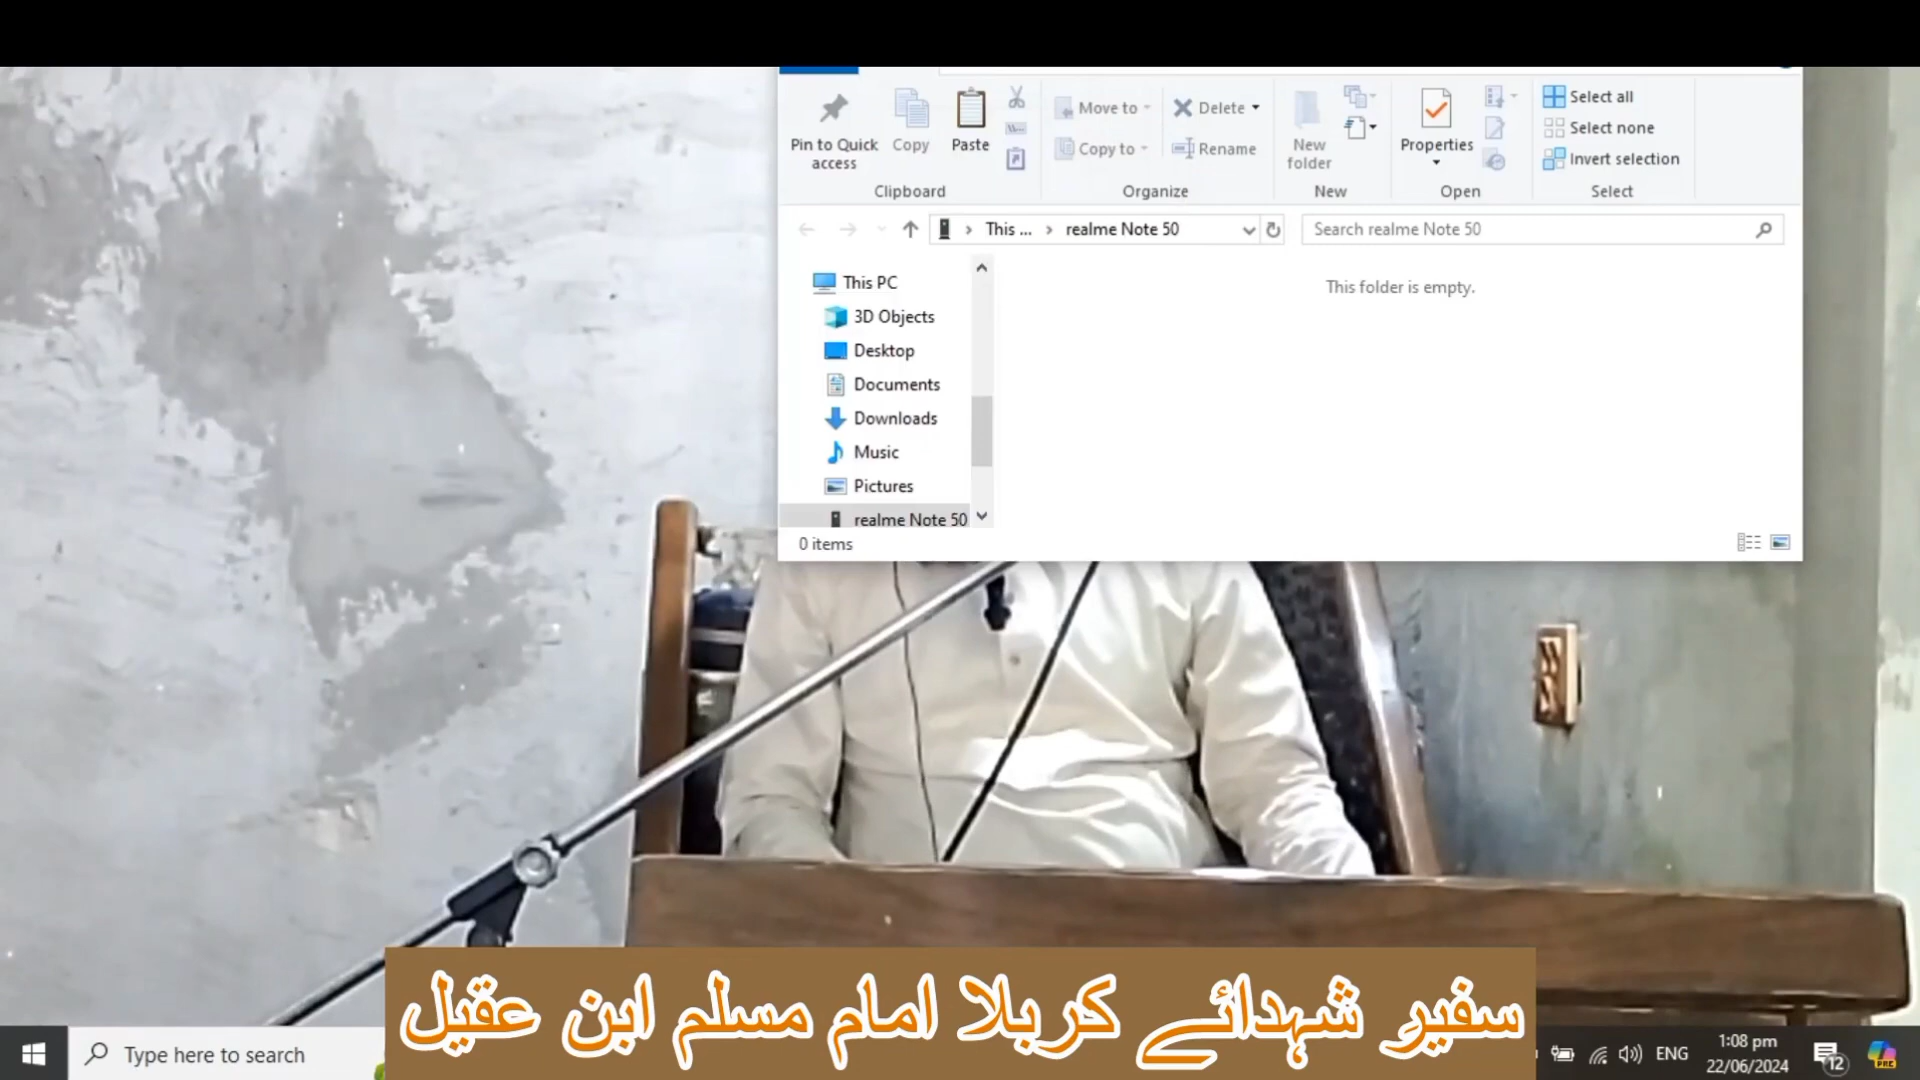 Pin to Quick access
Copy
Paste
Clipboard
Move to
Copy to
Delete
Rename
Organize
New folder
New
Properties
Open
Select all
Select none
Invert selection
Select
This ... › realme Note 50
Search realme Note 50
This PC
3D Objects
Desktop
Documents
Downloads
Music
Pictures
realme Note 50
This folder is empty.
0 items
سفیرِ شہدائے کربلا امام مسلم ابن عقیل
Type here to search
ENG
1:08 pm
22/06/2024
12
PRE